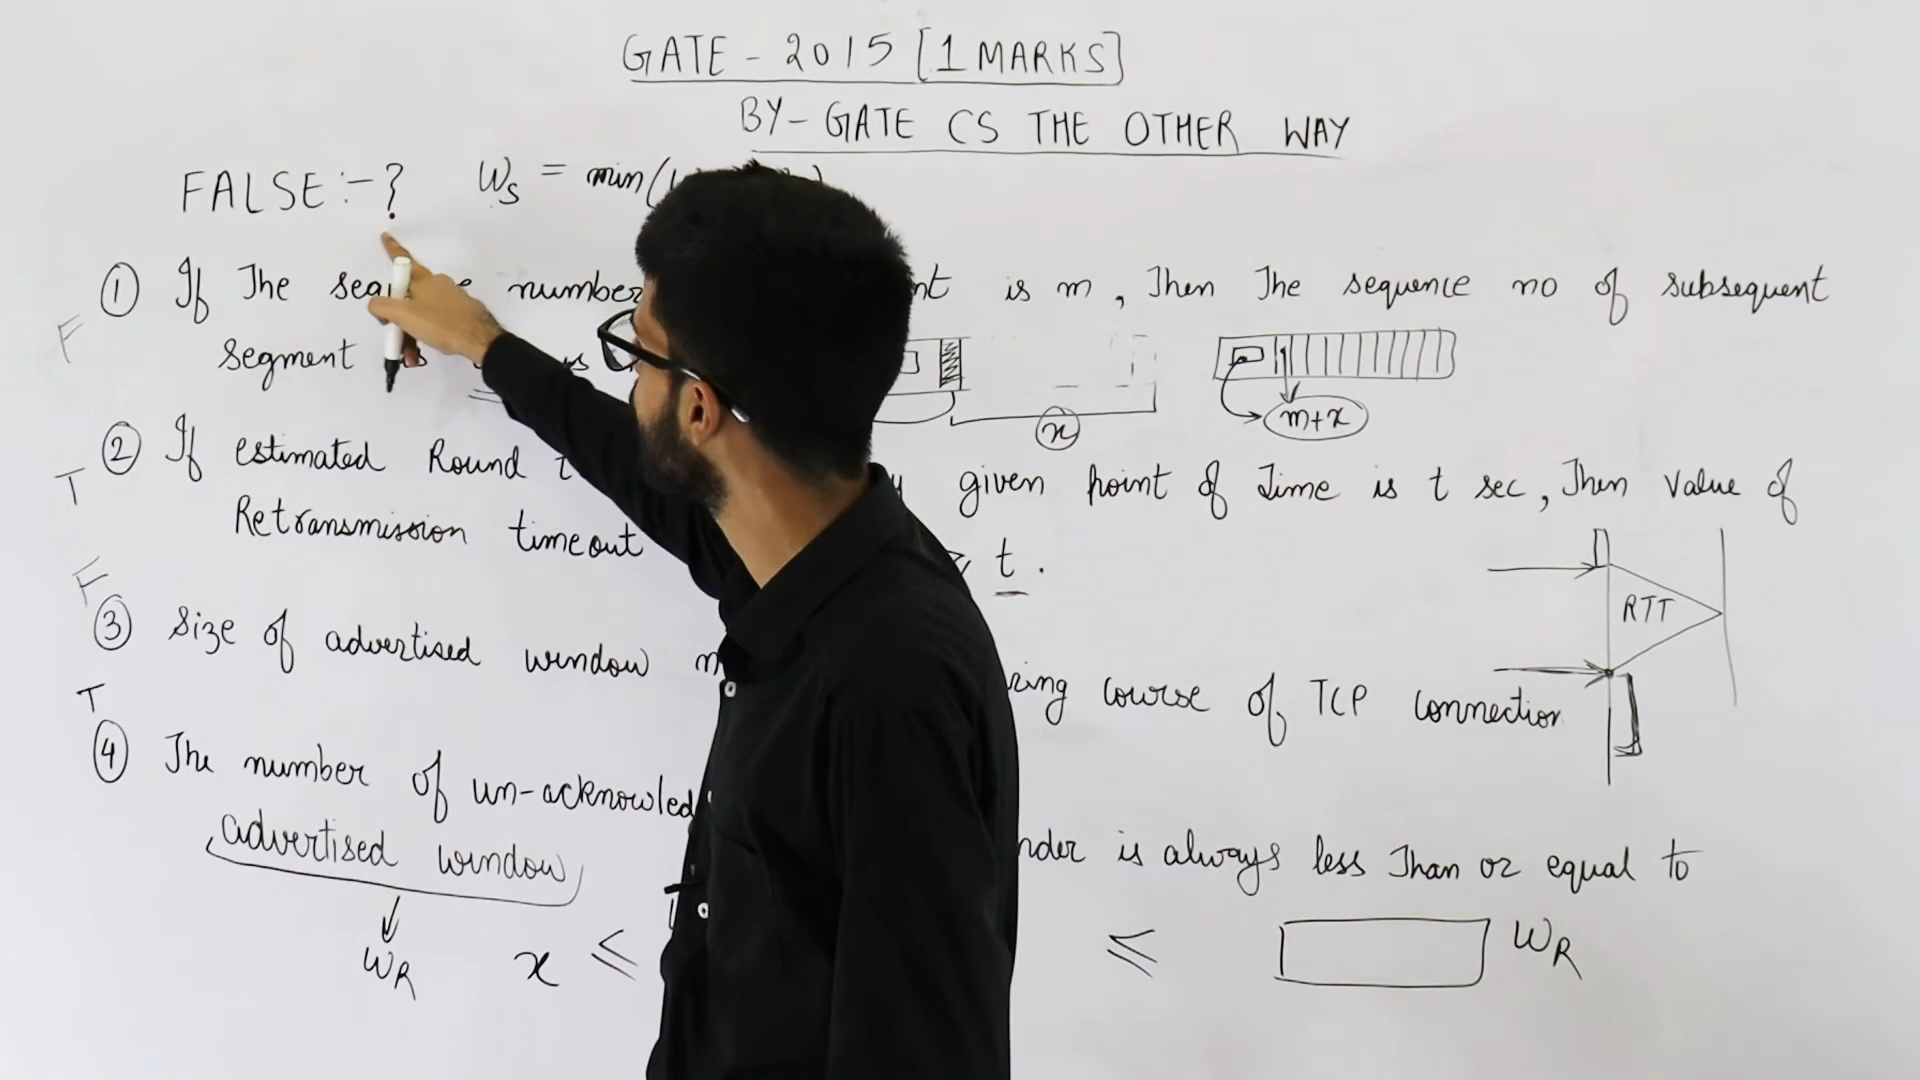 GATE - 2015 [1 MARKS]
BY - GATE CS THE OTHER WAY
FALSE :- ? WS = min(
① If The number is m, Then The sequence no of subsequent
F segment
x m+x
② If estimated Round given point of Time is t sec, Then value of
T Retransmission timeout t.
RTT
F
③ Size of advertised window during course of TCP connection
T
④ The number of un-acknowled is always less Than or equal to
advertised window
WR x ≤ ≤ WR